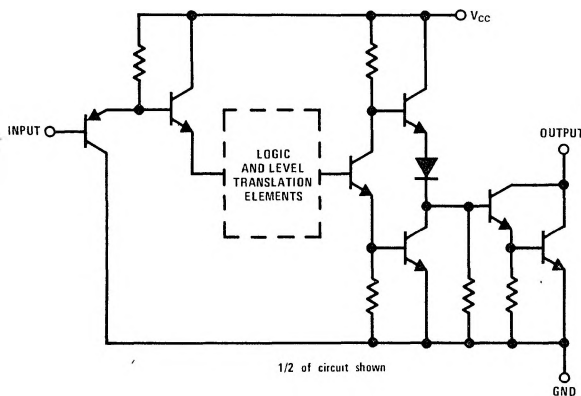 VCC
INPUT
LOGIC
AND LEVEL
TRANSLATION
ELEMENTS
OUTPUT
1/2 of circuit shown
GND